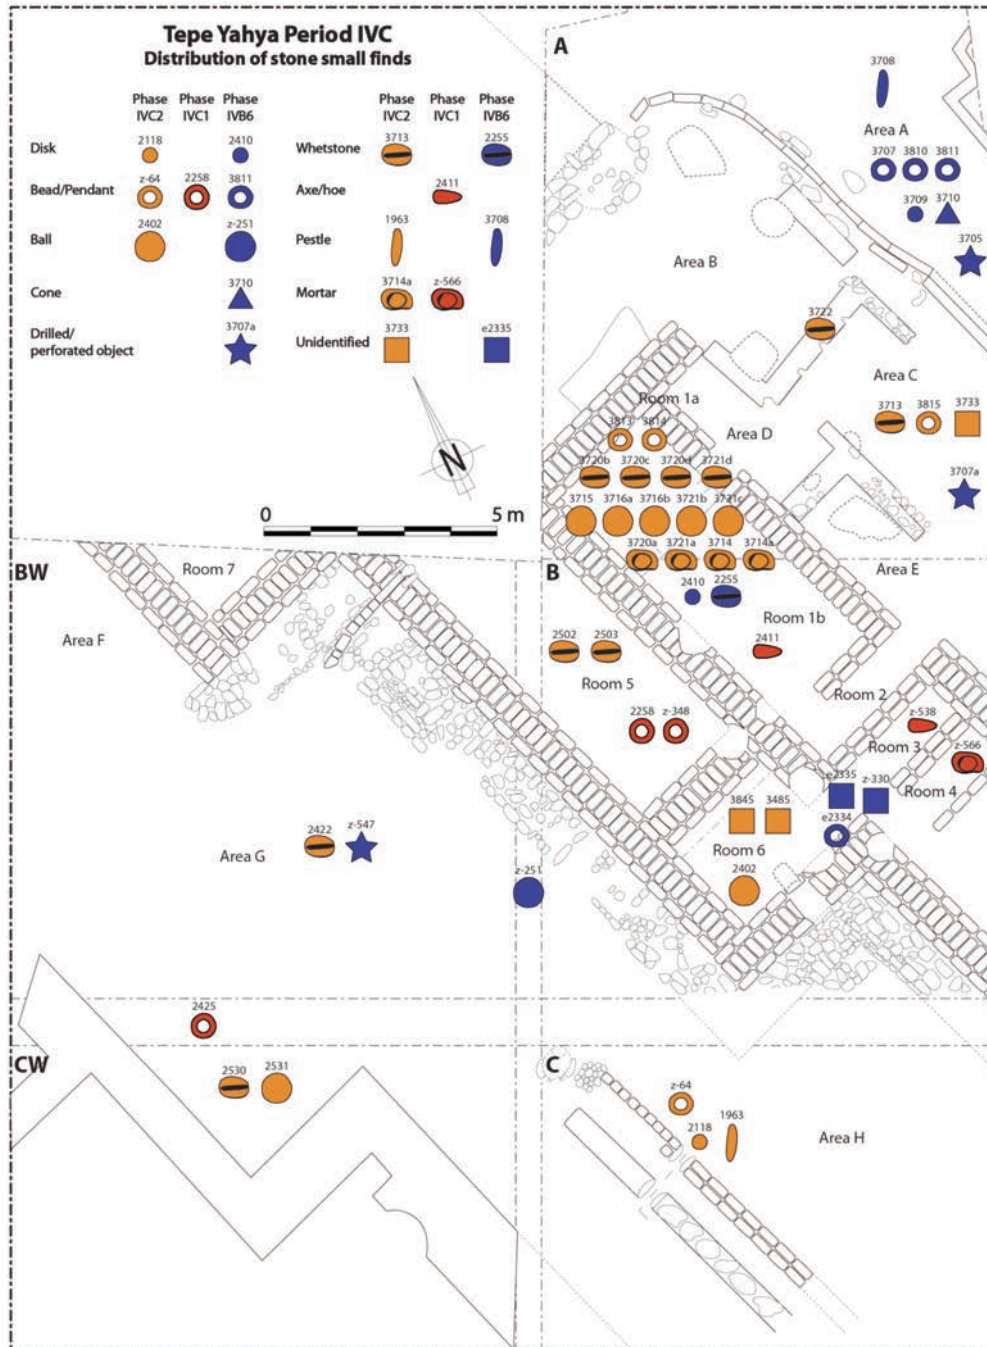 Tepe Yahya Period IVC
Distribution of stone small finds
Phase IVC2 Phase IVC1 Phase IVB6
Disk 2118 2410
Bead/Pendant z-64 2258 3811
Ball 2402 z-251
Cone 3710
Drilled/
perforated object 3707a
Phase IVC2 Phase IVC1 Phase IVB6
Whetstone 3713 2255
Axe/hoe 2411
Pestle 1963 3708
Mortar 3714a z-566
Unidentified 3733 e2335
N
0 5 m
A
3708
Area A
3707 3810 3811
3709 3710
3705
Area B
3722
Area C
3713 3815 3733
Room 1a
3813 3814
Area D
3720b 3720c 3720d 3721d
3707a
3715 3716a 3716b 3721b 3721c
3720a 3721a 3714 3714a
BW
Room 7
B
Area E
2410 2255
Room 1b
Area F
2502 2503
2411
Room 5
Room 2
2258 z-348
z-538
Room 3
z-566
Room 4
e2335 z-330
3845 3485
e2334
Room 6
2402
2422 z-547
Area G
z-251
2425
CW
2530 2531
C
z-64
2118 1963
Area H